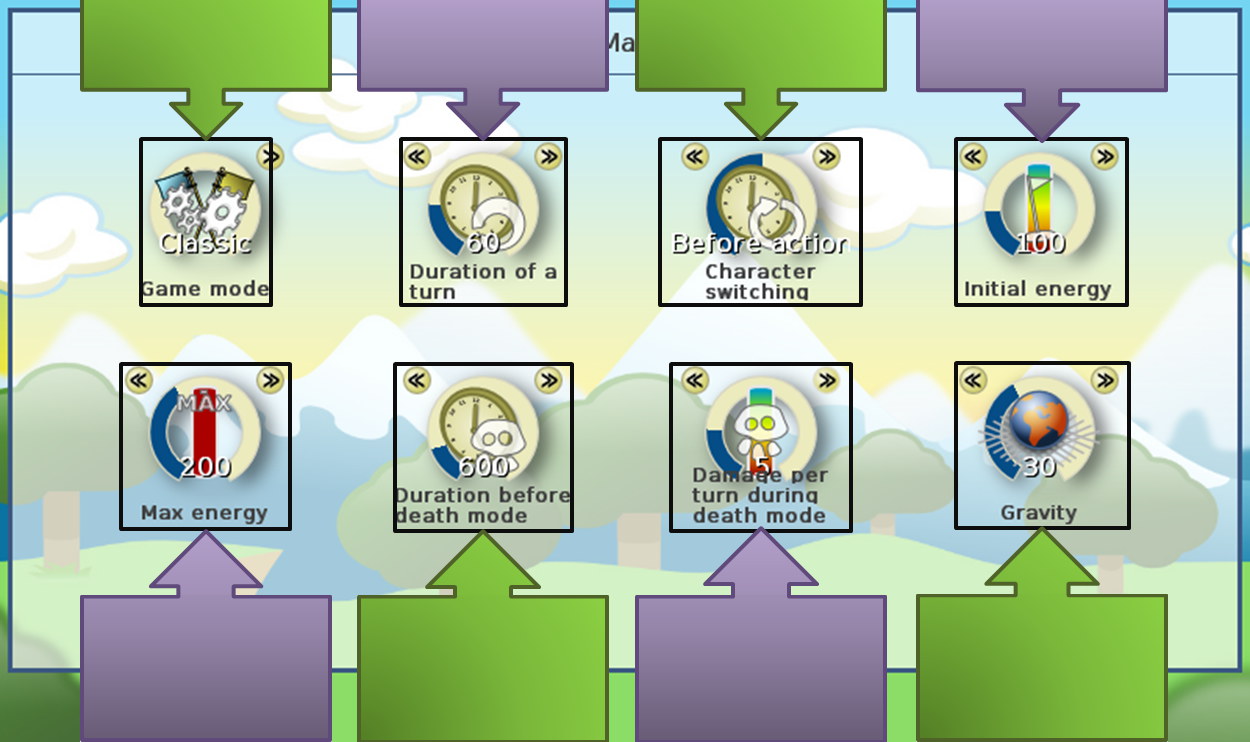 Ma
Classic
Game mode
60
Duration of a
turn
Before action
Character
switching
100
Initial energy
MAX
200
Max energy
600
Duration before
death mode
5
Damage per
turn during
death mode
30
Gravity